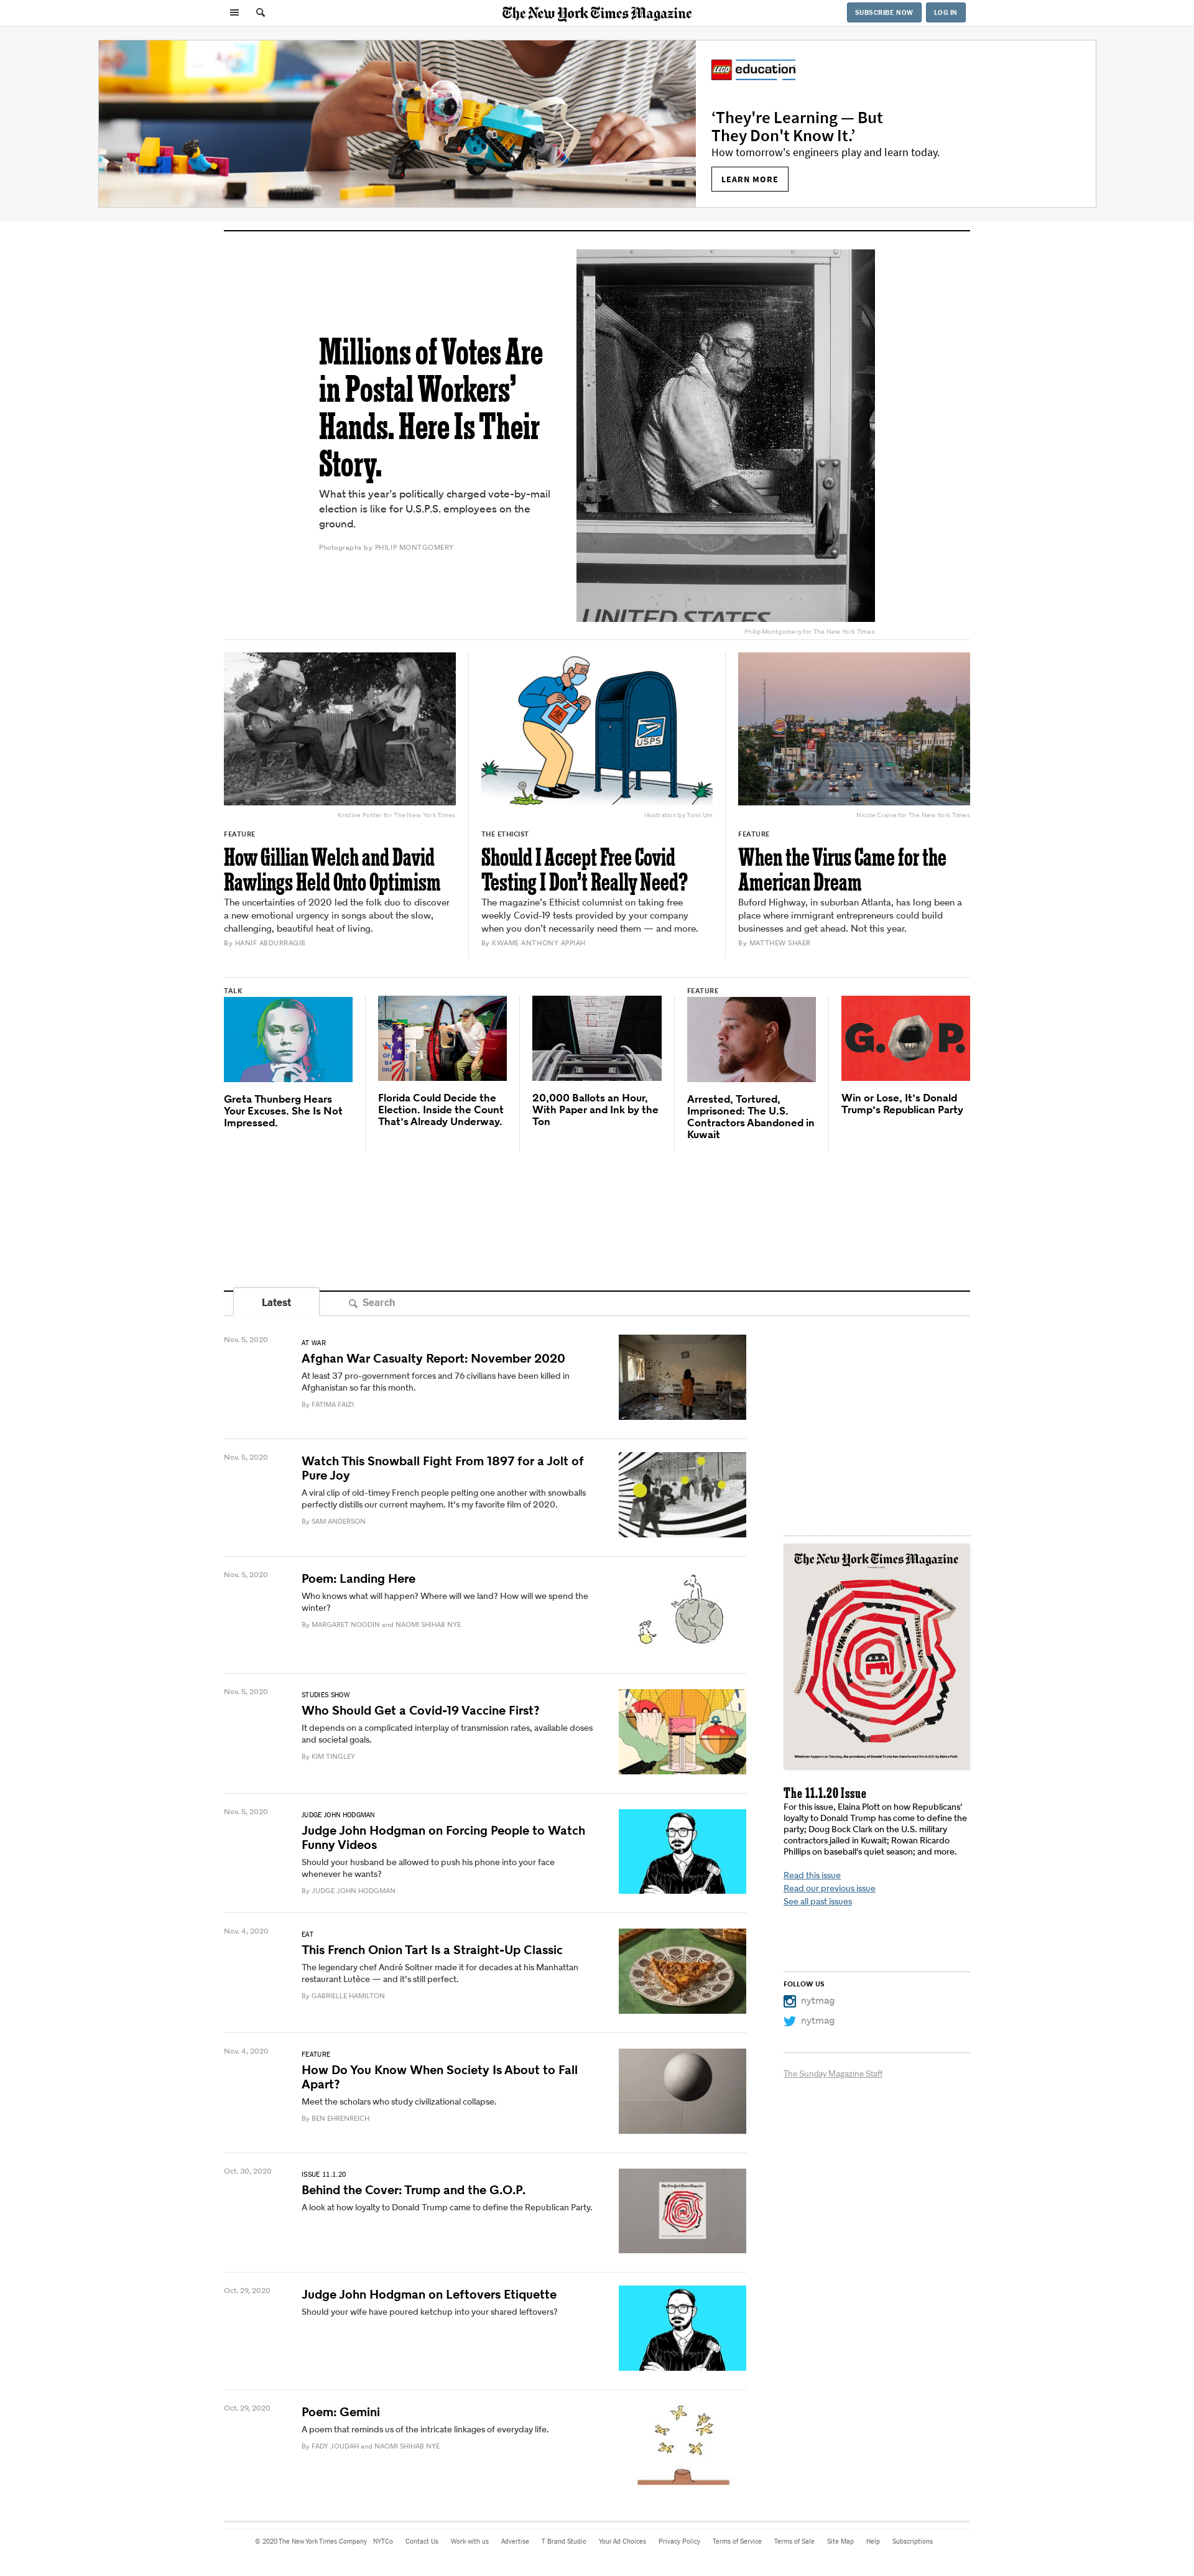 The New York Times Magazine
SUBSCRIBE NOW
LOG IN
LEGO education
‘They're Learning — But
They Don't Know It.’
How tomorrow's engineers play and learn today.
LEARN MORE
Millions of Votes Are
in Postal Workers’
Hands. Here Is Their
Story.
What this year’s politically charged vote-by-mail
election is like for U.S.P.S. employees on the
ground.
Photographs by PHILIP MONTGOMERY
UNITED STATES
Philip Montgomery for The New York Times
Kristine Potter for The New York Times
FEATURE
How Gillian Welch and David
Rawlings Held Onto Optimism
The uncertainties of 2020 led the folk duo to discover
a new emotional urgency in songs about the slow,
challenging, beautiful heat of living.
By HANIF ABDURRAQIB
USPS
Illustration by Tomi Um
THE ETHICIST
Should I Accept Free Covid
Testing I Don’t Really Need?
The magazine’s Ethicist columnist on taking free
weekly Covid-19 tests provided by your company
when you don’t necessarily need them — and more.
By KWAME ANTHONY APPIAH
Nicole Craine for The New York Times
FEATURE
When the Virus Came for the
American Dream
Buford Highway, in suburban Atlanta, has long been a
place where immigrant entrepreneurs could build
businesses and get ahead. Not this year.
By MATTHEW SHAER
TALK
Greta Thunberg Hears
Your Excuses. She Is Not
Impressed.
Florida Could Decide the
Election. Inside the Count
That’s Already Underway.
20,000 Ballots an Hour,
With Paper and Ink by the
Ton
FEATURE
Arrested, Tortured,
Imprisoned: The U.S.
Contractors Abandoned in
Kuwait
G.O.P.
Win or Lose, It’s Donald
Trump’s Republican Party
Latest
Search
Nov. 5, 2020
AT WAR
Afghan War Casualty Report: November 2020
At least 37 pro-government forces and 76 civilians have been killed in
Afghanistan so far this month.
By FATIMA FAIZI
Nov. 5, 2020
Watch This Snowball Fight From 1897 for a Jolt of
Pure Joy
A viral clip of old-timey French people pelting one another with snowballs
perfectly distills our current mayhem. It’s my favorite film of 2020.
By SAM ANDERSON
Nov. 5, 2020
Poem: Landing Here
Who knows what will happen? Where will we land? How will we spend the
winter?
By MARGARET NOODIN and NAOMI SHIHAB NYE
Nov. 5, 2020
STUDIES SHOW
Who Should Get a Covid-19 Vaccine First?
It depends on a complicated interplay of transmission rates, available doses
and societal goals.
By KIM TINGLEY
Nov. 5, 2020
JUDGE JOHN HODGMAN
Judge John Hodgman on Forcing People to Watch
Funny Videos
Should your husband be allowed to push his phone into your face
whenever he wants?
By JUDGE JOHN HODGMAN
Nov. 4, 2020
EAT
This French Onion Tart Is a Straight-Up Classic
The legendary chef André Soltner made it for decades at his Manhattan
restaurant Lutèce — and it’s still perfect.
By GABRIELLE HAMILTON
Nov. 4, 2020
FEATURE
How Do You Know When Society Is About to Fall
Apart?
Meet the scholars who study civilizational collapse.
By BEN EHRENREICH
Oct. 30, 2020
ISSUE 11.1.20
Behind the Cover: Trump and the G.O.P.
A look at how loyalty to Donald Trump came to define the Republican Party.
Oct. 29, 2020
Judge John Hodgman on Leftovers Etiquette
Should your wife have poured ketchup into your shared leftovers?
Oct. 29, 2020
Poem: Gemini
A poem that reminds us of the intricate linkages of everyday life.
By FADY JOUDAH and NAOMI SHIHAB NYE
The New York Times Magazine
Whatever happens on Tuesday, the presidency of Donald Trump has transformed the G.O.P. by Elaina Plott
The 11.1.20 Issue
For this issue, Elaina Plott on how Republicans'
loyalty to Donald Trump has come to define the
party; Doug Bock Clark on the U.S. military
contractors jailed in Kuwait; Rowan Ricardo
Phillips on baseball's quiet season; and more.
Read this issue
Read our previous issue
See all past issues
FOLLOW US
nytmag
nytmag
The Sunday Magazine Staff
© 2020 The New York Times Company NYTCo Contact Us Work with us Advertise T Brand Studio Your Ad Choices Privacy Policy Terms of Service Terms of Sale Site Map Help Subscriptions